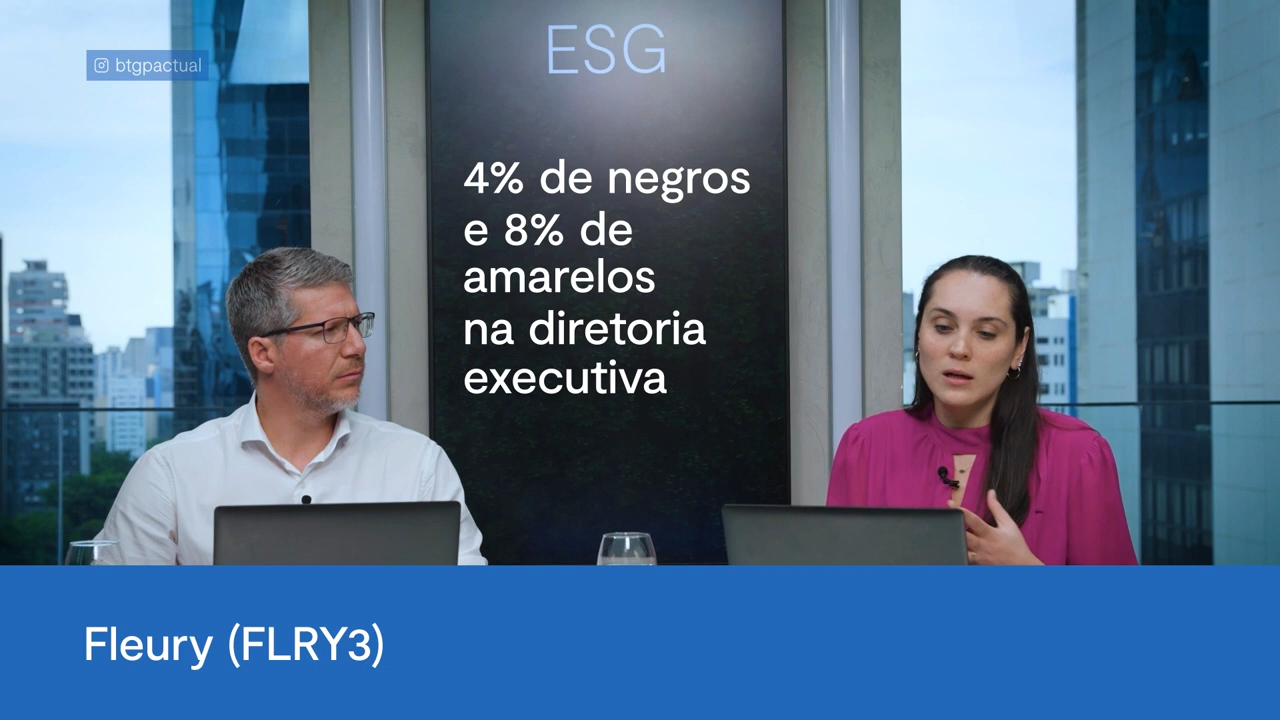 btgpactual
ESG
4% de negros
e 8% de
amarelos
na diretoria
executiva
Fleury (FLRY3)